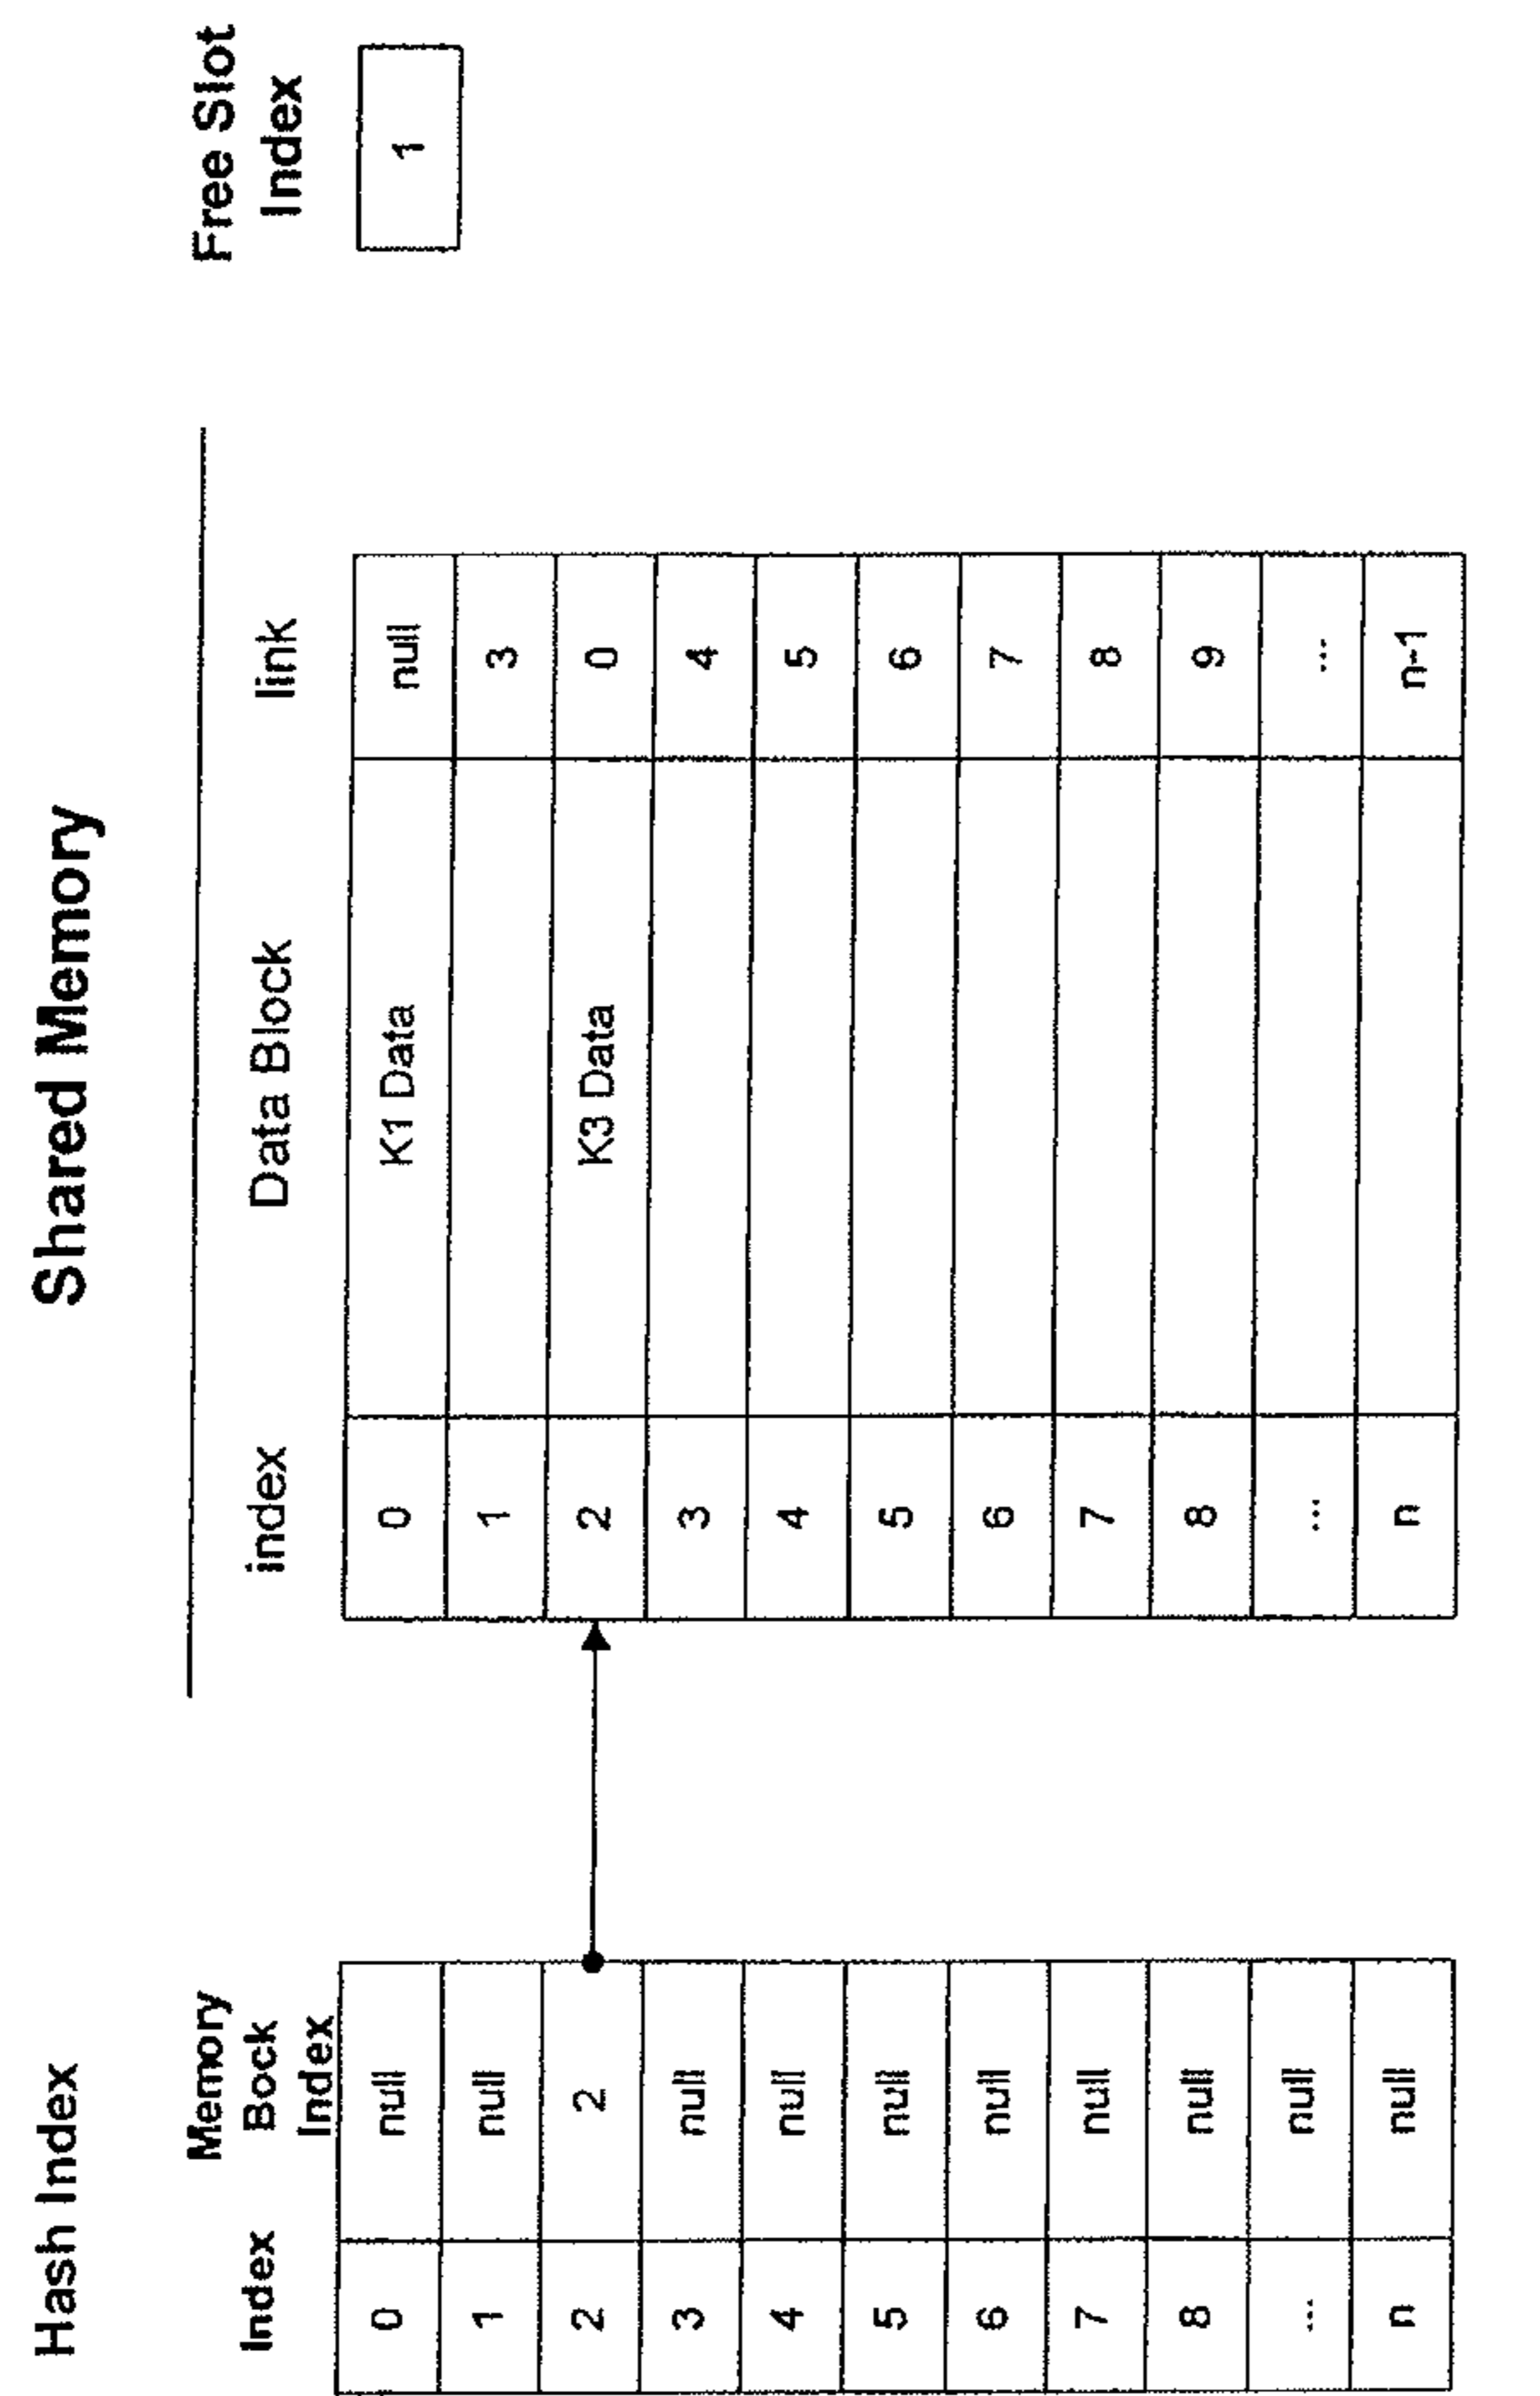 Shared Memory
Hash Index
Index Memory Bock Index
0 null
1 null
2 2
3 null
4 null
5 null
6 null
7 null
8 null
... null
n null
index Data Block link
0 K1 Data null
1 3
2 K3 Data 0
3 4
4 5
5 6
6 7
7 8
8 9
... ...
n n-1
Free Slot
Index
1